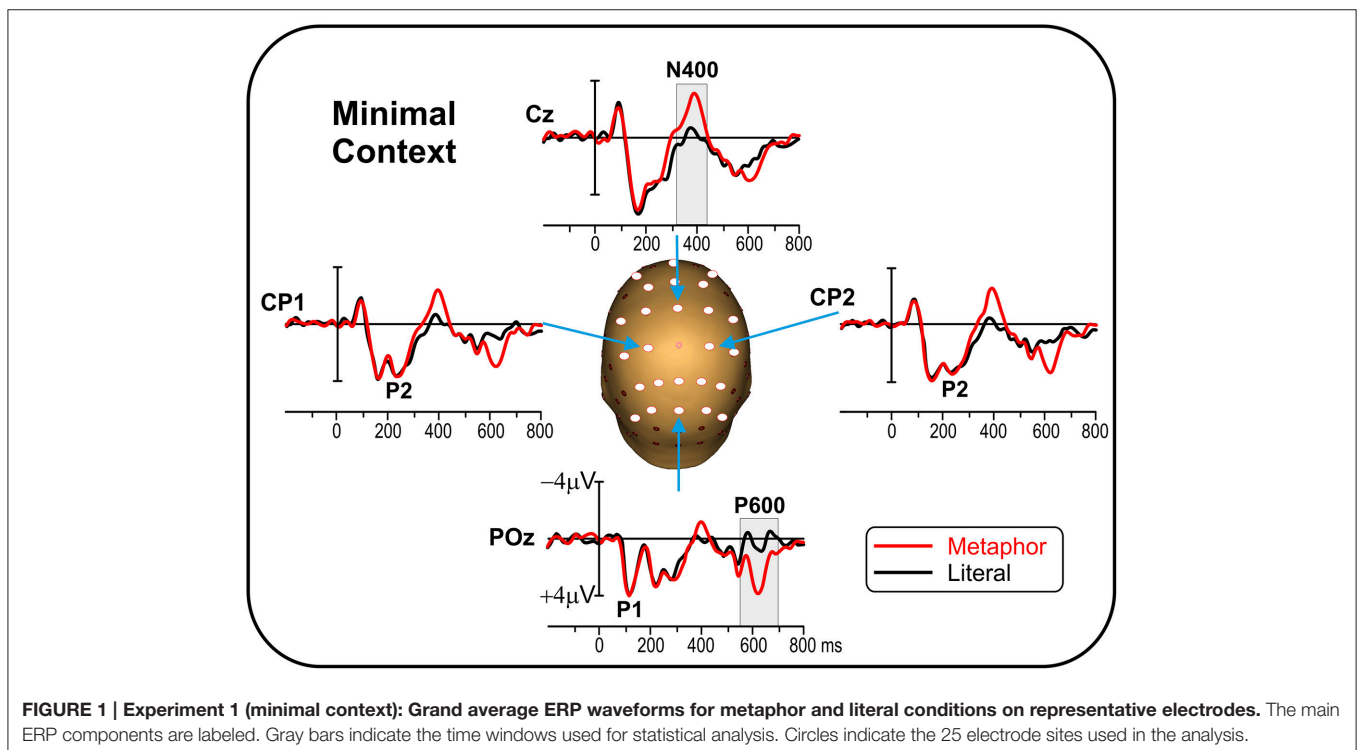 Minimal
Context
N400
Cz
0 200 400 600 800
CP1
P2
0 200 400 600 800
CP2
P2
0 200 400 600 800
−4µV
P600
POz
+4µV
P1
0 200 400 600 800 ms
Metaphor
Literal
FIGURE 1 | Experiment 1 (minimal context): Grand average ERP waveforms for metaphor and literal conditions on representative electrodes. The main
ERP components are labeled. Gray bars indicate the time windows used for statistical analysis. Circles indicate the 25 electrode sites used in the analysis.